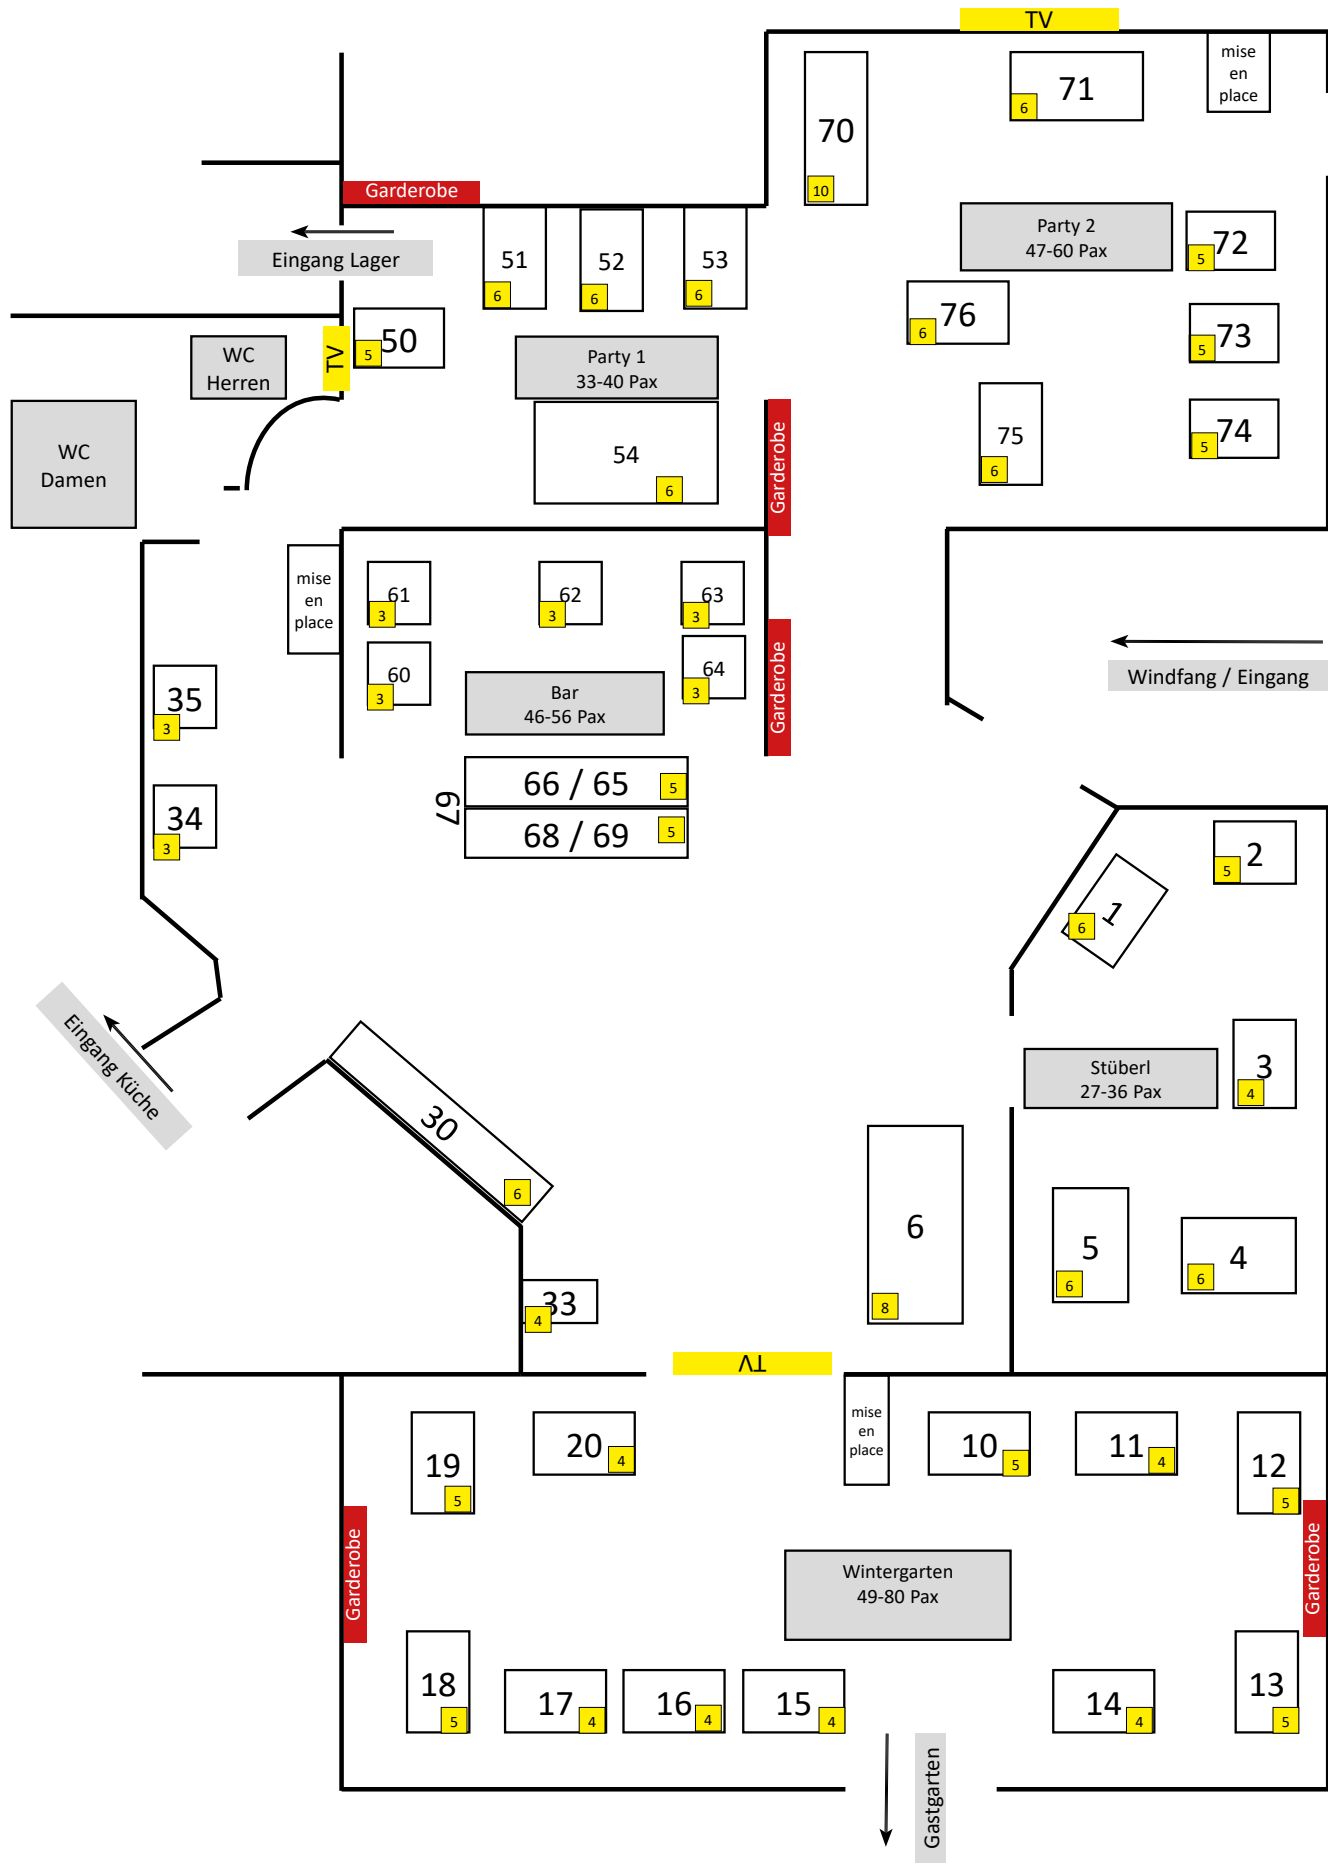 TV
mise
en
place
71
6
70
10
Garderobe
Party 2
47-60 Pax
72
5
Eingang Lager
51
6
52
6
53
6
76
6
73
5
50
5
TV
WC
Herren
Party 1
33-40 Pax
75
6
74
5
WC
Damen
54
6
Garderobe
mise
en
place
61
3
62
3
63
3
60
3
64
3
Garderobe
Windfang / Eingang
35
3
Bar
46-56 Pax
34
3
67
66 / 65
5
68 / 69
5
2
5
1
6
Eingang Küche
3
4
Stüberl
27-36 Pax
30
6
6
8
5
6
4
6
33
4
TV
mise
en
place
19
5
20
4
10
5
11
4
12
5
Garderobe
Garderobe
Wintergarten
49-80 Pax
18
5
17
4
16
4
15
4
14
4
13
5
Gastgarten